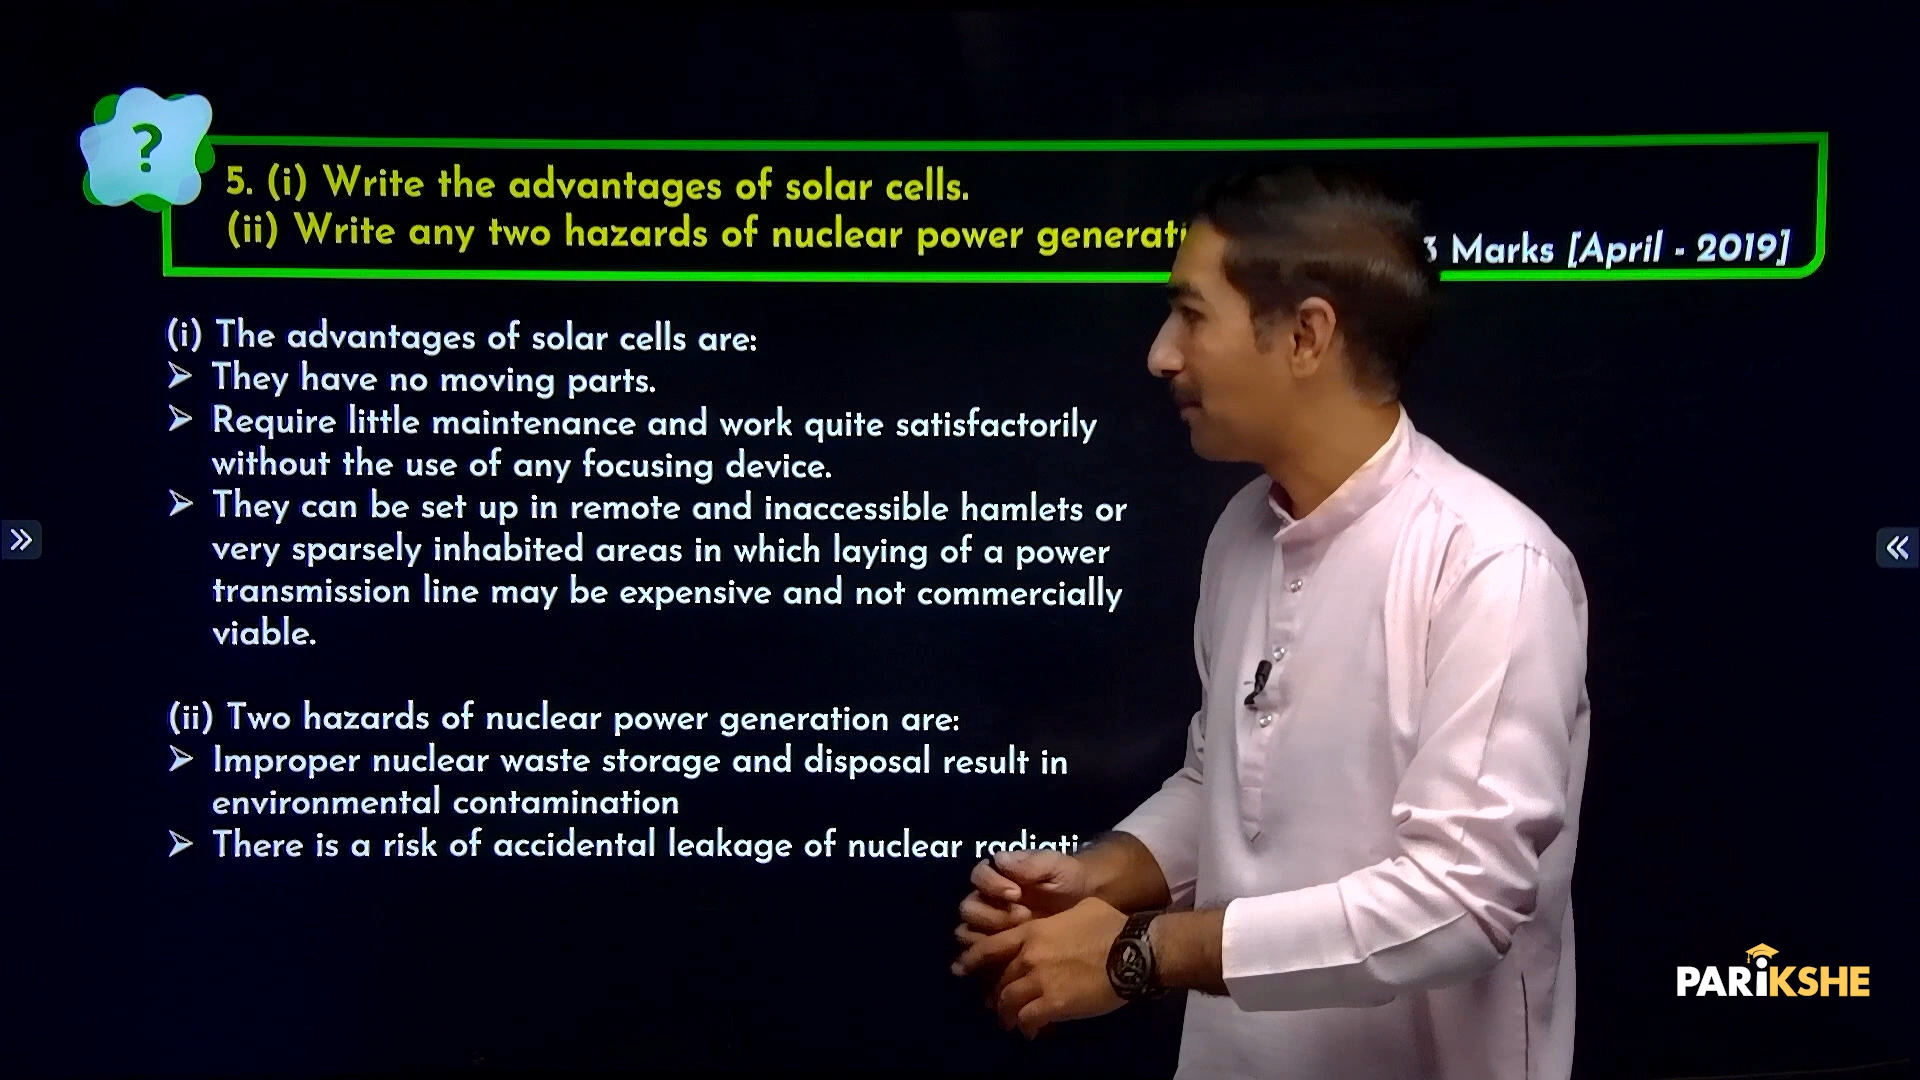 ?
5. (i) Write the advantages of solar cells.
(ii) Write any two hazards of nuclear power
3 Marks [April - 2019]
(i) The advantages of solar cells are:
➤ They have no moving parts.
➤ Require little maintenance and work quite satisfactorily
without the use of any focusing device.
➤ They can be set up in remote and inaccessible hamlets or
very sparsely inhabited areas in which laying of a power
transmission line may be expensive and not commercially
viable.
(ii) Two hazards of nuclear power generation are:
➤ Improper nuclear waste storage and disposal result in
environmental contamination
➤ There is a risk of accidental leakage of nuclear
PARiKSHE